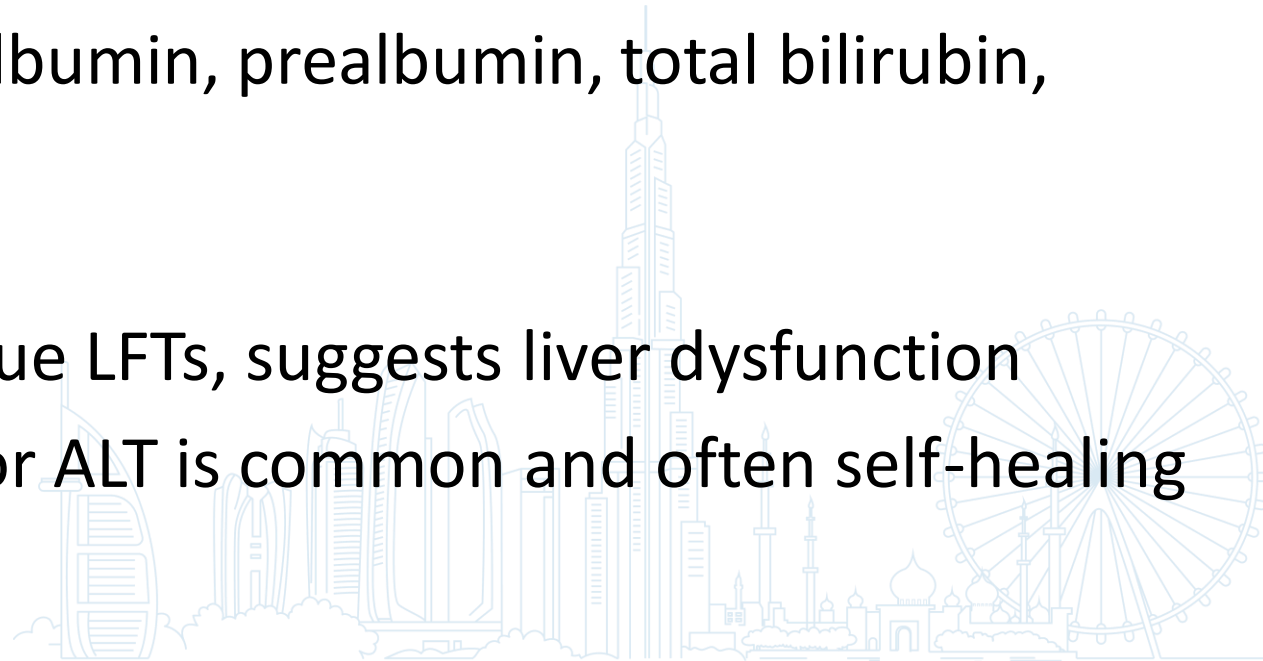 lbumin, prealbumin, total bilirubin,
ue LFTs, suggests liver dysfunction
or ALT is common and often self-healing